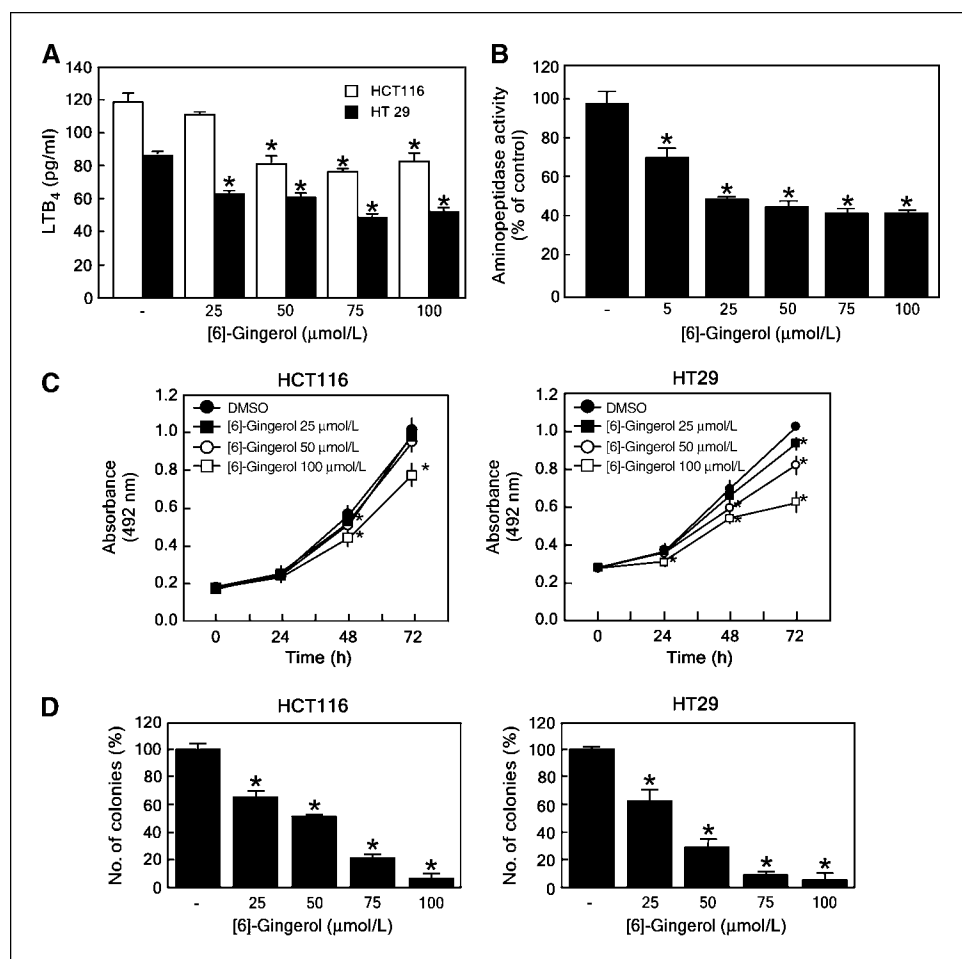 A
140
120
100
80
60
40
20
0
LTB4 (pg/ml)
HCT116
HT 29
*
*
*
*
*
*
*
- 25 50 75 100
[6]-Gingerol (μmol/L)
B
120
100
80
60
40
20
0
Aminopeptidase activity
(% of control)
*
*
*
*
*
- 5 25 50 75 100
[6]-Gingerol (μmol/L)
C
HCT116
1.2
1.0
0.8
0.6
0.4
0.2
0.0
Absorbance
(492 nm)
DMSO
[6]-Gingerol 25 μmol/L
[6]-Gingerol 50 μmol/L
[6]-Gingerol 100 μmol/L
*
*
*
0 24 48 72
Time (h)
HT29
1.2
1.0
0.8
0.6
0.4
0.2
0.0
Absorbance
(492 nm)
DMSO
[6]-Gingerol 25 μmol/L
[6]-Gingerol 50 μmol/L
[6]-Gingerol 100 μmol/L
*
*
*
*
*
*
0 24 48 72
Time (h)
D
HCT116
120
100
80
60
40
20
0
No. of colonies (%)
*
*
*
*
- 25 50 75 100
[6]-Gingerol (μmol/L)
HT29
120
100
80
60
40
20
0
No. of colonies (%)
*
*
*
*
- 25 50 75 100
[6]-Gingerol (μmol/L)